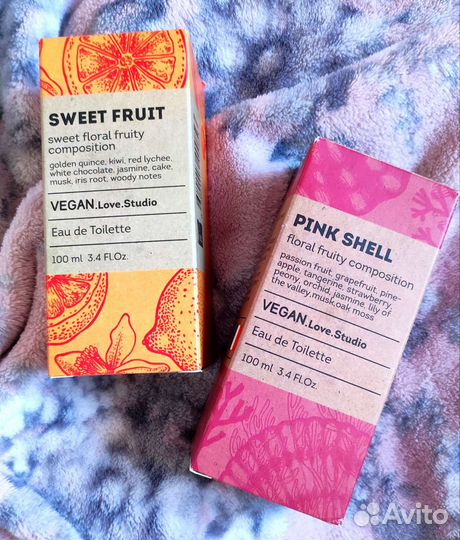 SWEET FRUIT
sweet floral fruity
composition
golden quince, kiwi, red lychee,
white chocolate, jasmine, cake,
musk, iris root, woody notes
VEGAN.Love.Studio
Eau de Toilette
100 ml 3.4 Fl.Oz.
PINK SHELL
floral fruity composition
passion fruit, grapefruit, pine-
apple, tangerine, strawberry,
peony, orchid, jasmine, lily of
the valley,musk,oak moss
VEGAN.Love.Studio
Eau de Toilette
100 ml 3.4 Fl.Oz.
Avito